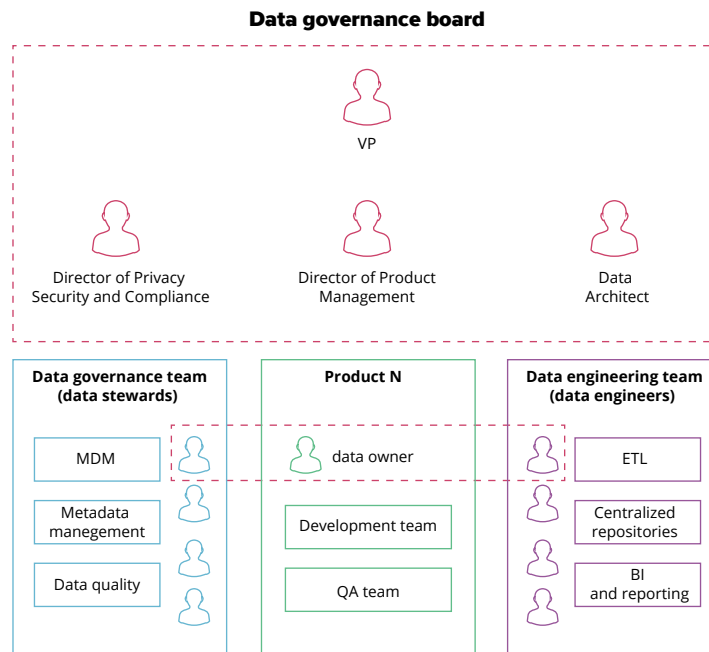 Data governance board
VP
Director of Privacy
Security and Compliance
Director of Product
Management
Data
Architect
Data governance team
(data stewards)
MDM
Metadata
manegement
Data quality
Product N
data owner
Development team
QA team
Data engineering team
(data engineers)
ETL
Centralized
repositories
BI
and reporting